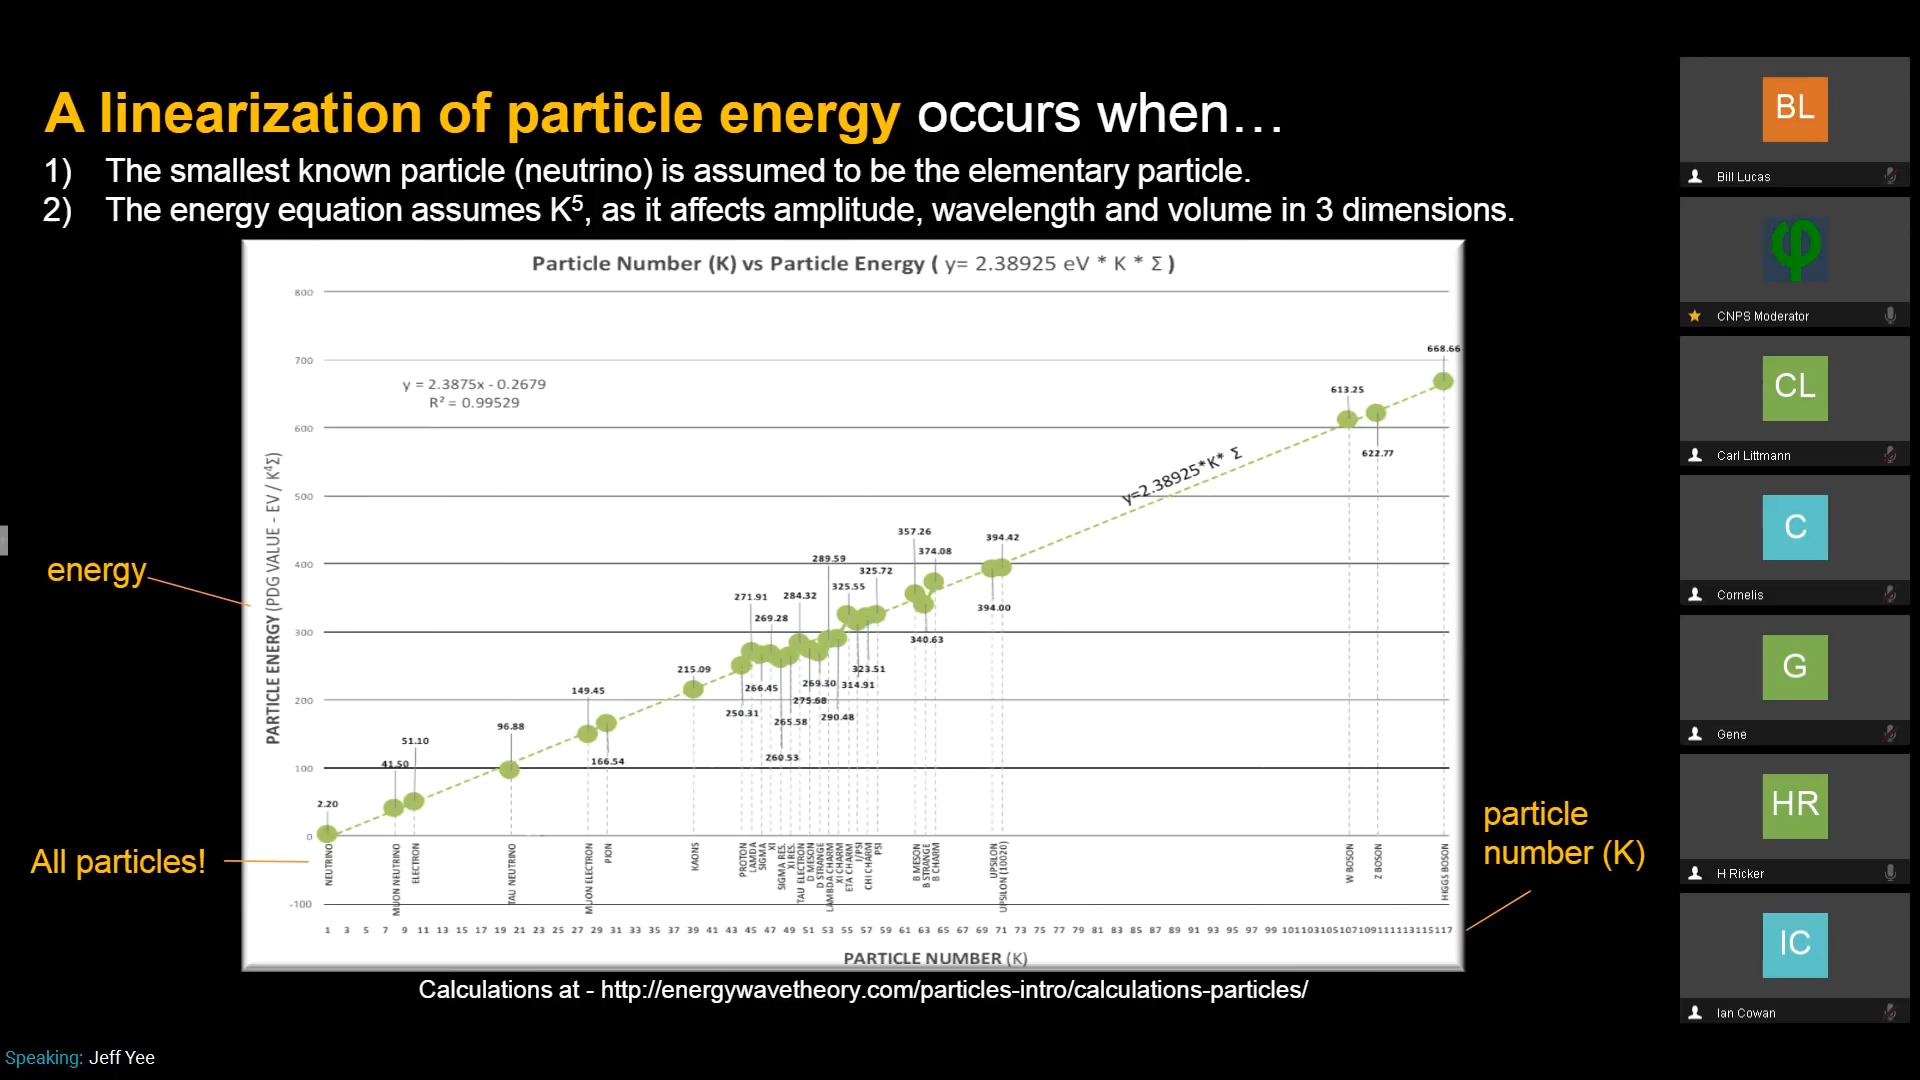 A linearization of particle energy occurs when…
1) The smallest known particle (neutrino) is assumed to be the elementary particle.
2) The energy equation assumes K⁵, as it affects amplitude, wavelength and volume in 3 dimensions.
Particle Number (K) vs Particle Energy ( y= 2.38925 eV * K * Σ )
800
700
600
500
400
300
200
100
0
-100
y = 2.3875x - 0.2679
R² = 0.99529
PARTICLE ENERGY (PDG VALUE - EV / K⁴Σ)
y=2.38925*K* Σ
2.20
41.50
51.10
96.88
149.45
166.54
215.09
250.31
271.91
266.45
269.28
260.53
265.58
284.32
275.68
269.30
289.59
290.48
325.55
314.91
323.51
325.72
357.26
340.63
374.08
394.00
394.42
613.25
622.77
668.66
NEUTRINO
MUON NEUTRINO
ELECTRON
TAU NEUTRINO
MUON ELECTRON
PION
KAONS
PROTON
LAMDA
SIGMA
XI
SIGMA RES.
XI RES.
TAU ELECTRON
D MESON
D STRANGE
LAMBDA CHARM
XI CHARM
ETA CHARM
J/PSI
CHI CHARM
PSI
B MESON
B STRANGE
B CHARM
UPSILON
UPSILON (10020)
W BOSON
Z BOSON
HIGGS BOSON
1 3 5 7 9 11 13 15 17 19 21 23 25 27 29 31 33 35 37 39 41 43 45 47 49 51 53 55 57 59 61 63 65 67 69 71 73 75 77 79 81 83 85 87 89 91 93 95 97 99 101 103 105 107 109 111 113 115 117
PARTICLE NUMBER (K)
energy
All particles!
particle
number (K)
Calculations at - http://energywavetheory.com/particles-intro/calculations-particles/
Speaking: Jeff Yee
BL
Bill Lucas
φ
CNPS Moderator
CL
Carl Littmann
C
Cornelis
G
Gene
HR
H Ricker
IC
Ian Cowan